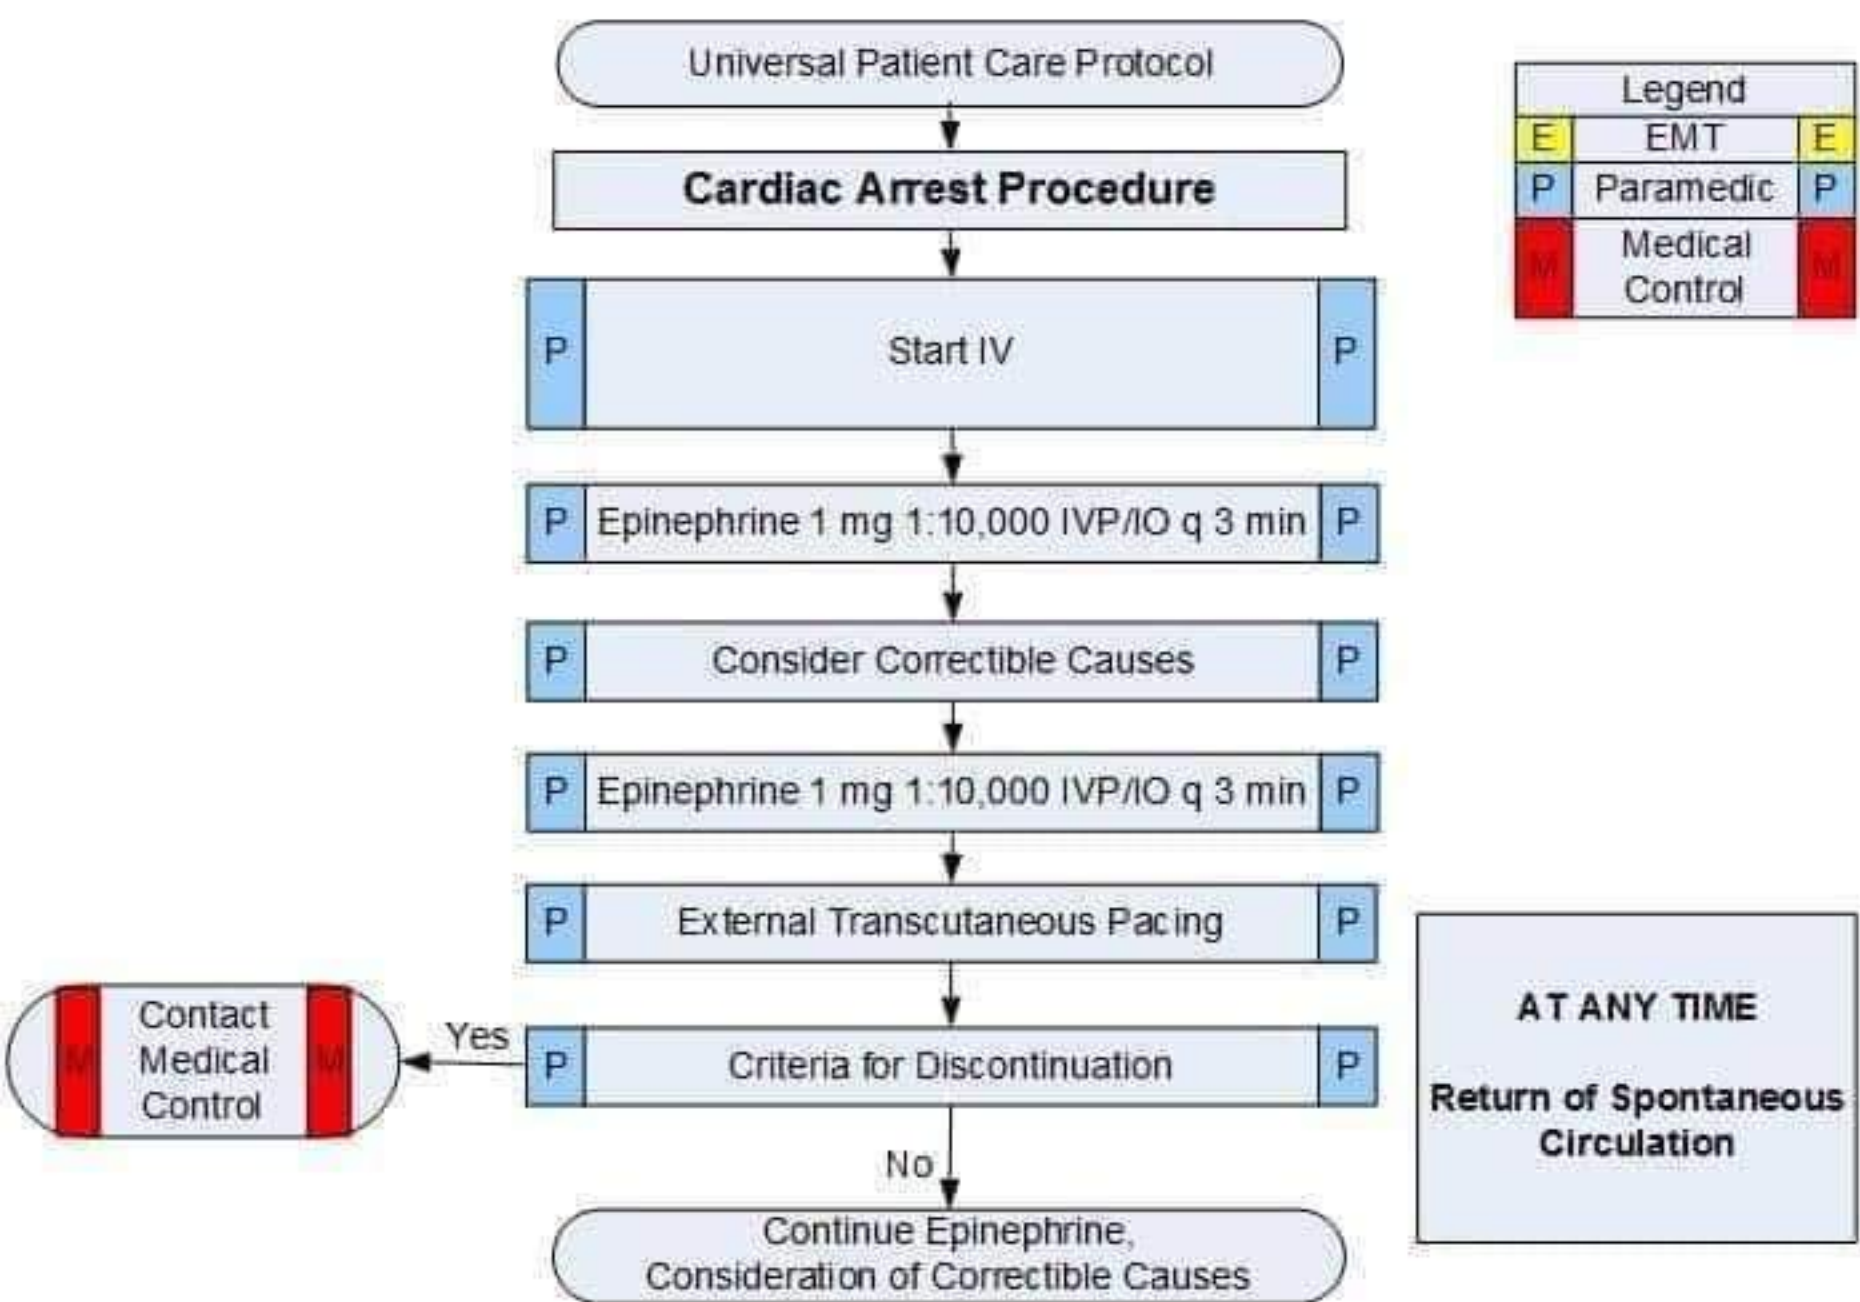 Universal Patient Care Protocol
Legend
E EMT E
P Paramedic P
M Medical Control M
Cardiac Arrest Procedure
P Start IV P
P Epinephrine 1 mg 1:10,000 IVP/IO q 3 min P
P Consider Correctible Causes P
P Epinephrine 1 mg 1:10,000 IVP/IO q 3 min P
P External Transcutaneous Pacing P
P Criteria for Discontinuation P
Yes
M Contact Medical Control M
No
Continue Epinephrine,
Consideration of Correctible Causes
AT ANY TIME
Return of Spontaneous
Circulation